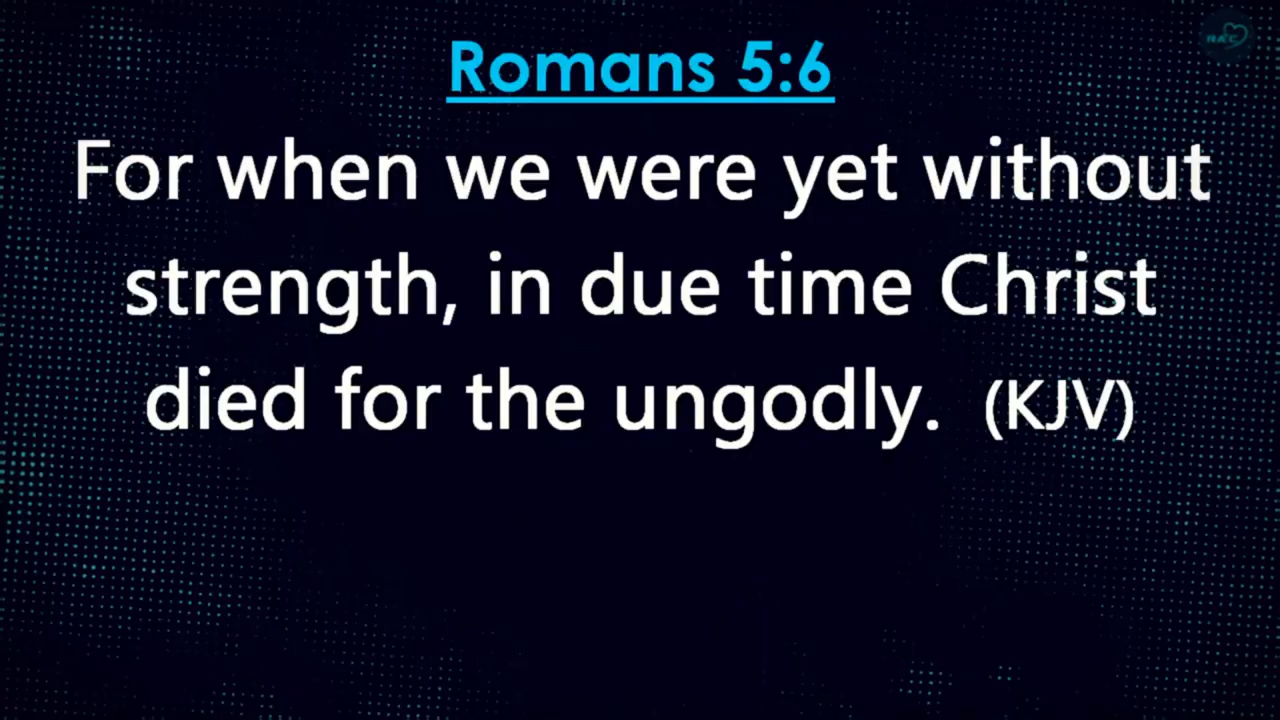 RAC
Romans 5:6
For when we were yet without
strength, in due time Christ
died for the ungodly. (KJV)